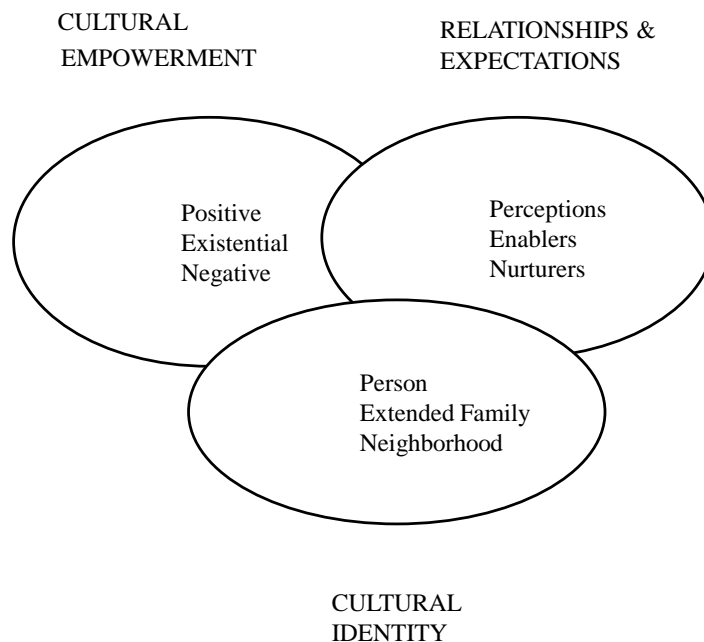 CULTURAL
EMPOWERMENT
RELATIONSHIPS &
EXPECTATIONS
Positive
Existential
Negative
Perceptions
Enablers
Nurturers
Person
Extended Family
Neighborhood
CULTURAL
IDENTITY